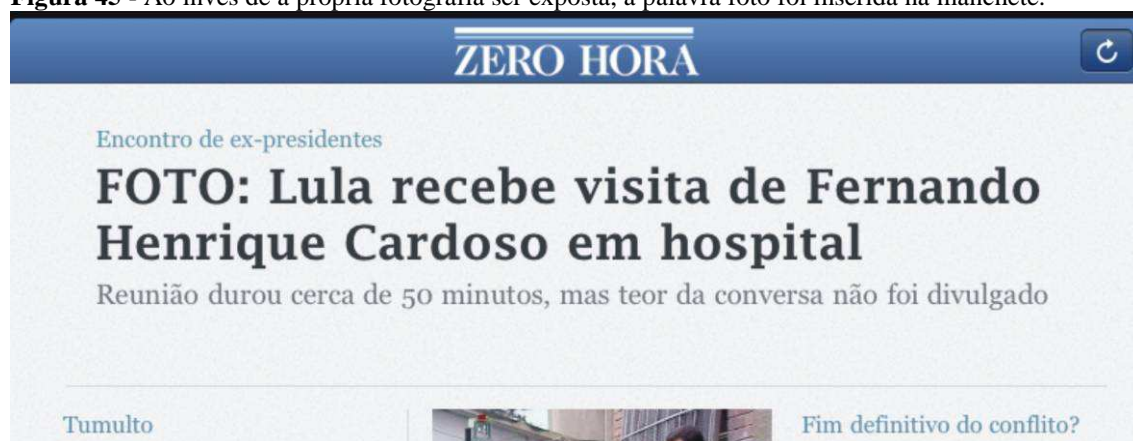 Figura 45 - Ao invés de a própria fotografia ser exposta, a palavra foto foi inserida na manchete.
ZERO HORA
Encontro de ex-presidentes
FOTO: Lula recebe visita de Fernando
Henrique Cardoso em hospital
Reunião durou cerca de 50 minutos, mas teor da conversa não foi divulgado
Tumulto
Fim definitivo do conflito?